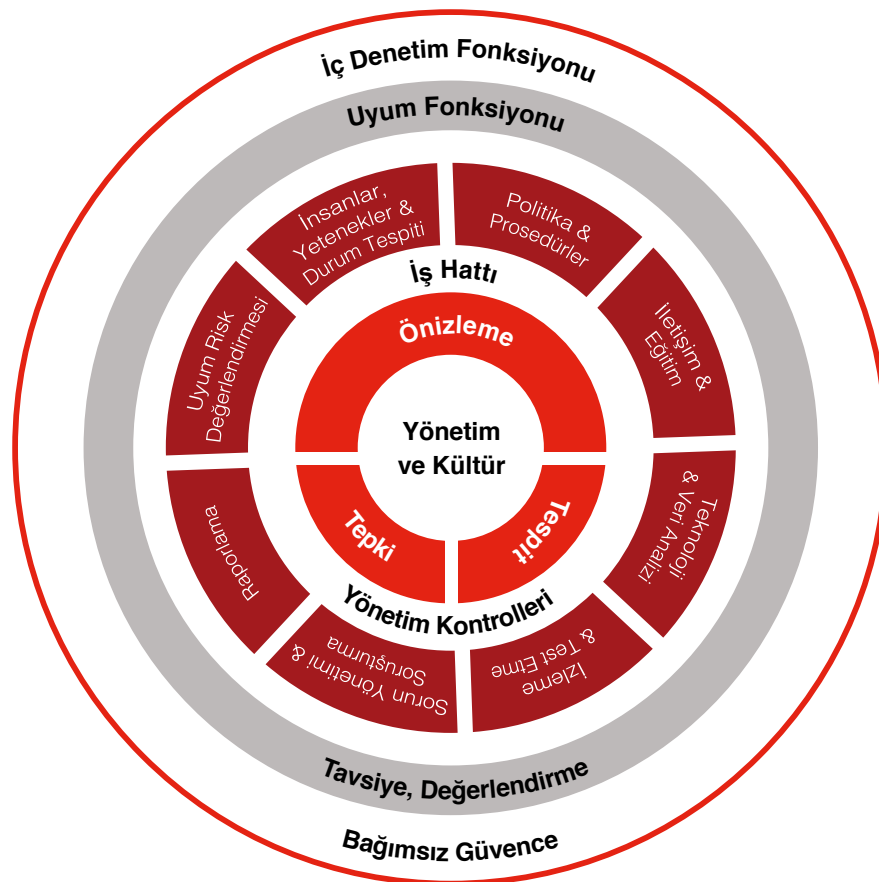 İç Denetim Fonksiyonu
Uyum Fonksiyonu
İnsanlar,
Yetenekler &
Durum Tespiti
Politika &
Prosedürler
İletişim &
Eğitim
Teknoloji
& Veri Analizi
İzleme
& Test Etme
Sorun Yönetimi &
Soruşturma
Raporlama
Uyum Risk
Değerlendirmesi
İş Hattı
Önizleme
Yönetim
ve Kültür
Tepki
Tespit
Yönetim Kontrolleri
Tavsiye, Değerlendirme
Bağımsız Güvence